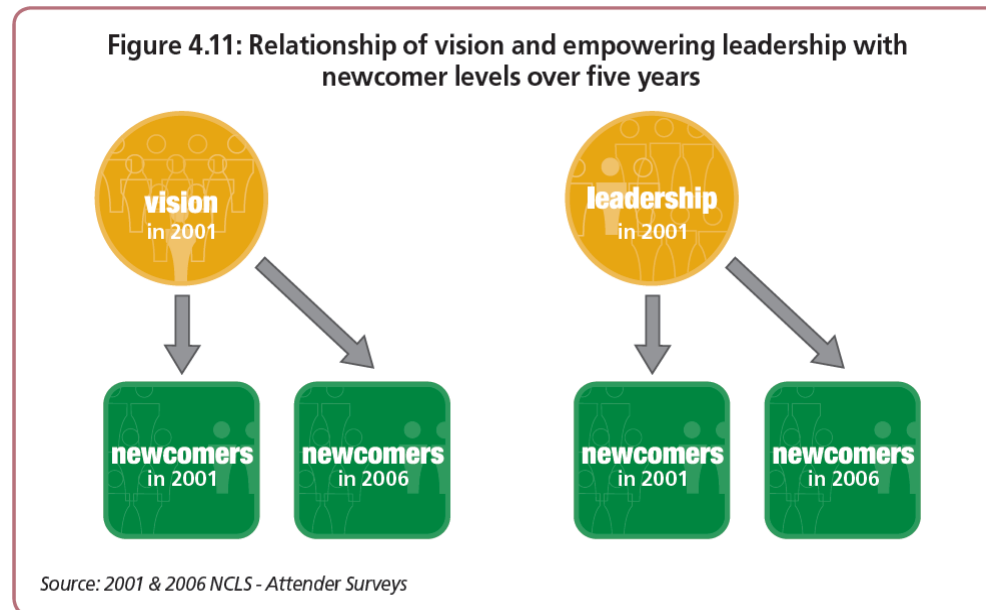 Figure 4.11: Relationship of vision and empowering leadership with
newcomer levels over five years
vision
in 2001
leadership
in 2001
newcomers
in 2001
newcomers
in 2006
newcomers
in 2001
newcomers
in 2006
Source: 2001 & 2006 NCLS - Attender Surveys